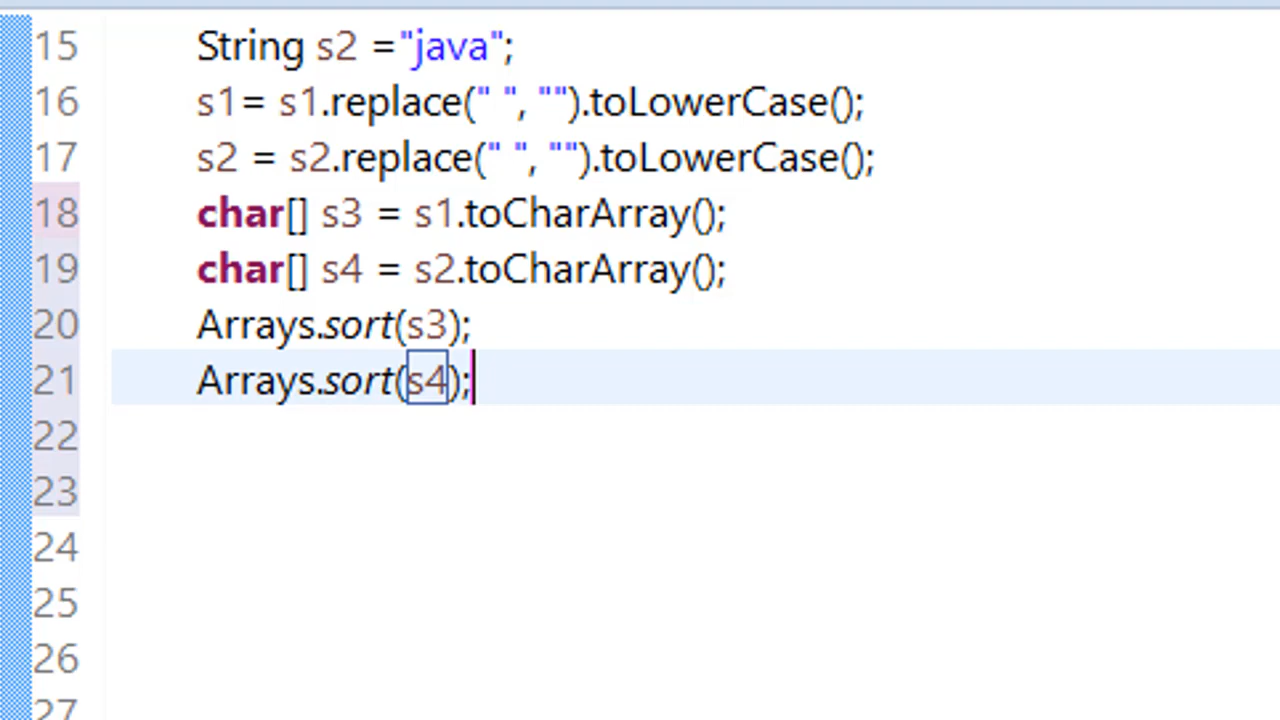 15 String s2 ="java";
16 s1= s1.replace(" ", "").toLowerCase();
17 s2 = s2.replace(" ", "").toLowerCase();
18 char[] s3 = s1.toCharArray();
19 char[] s4 = s2.toCharArray();
20 Arrays.sort(s3);
21 Arrays.sort(s4);
22
23
24
25
26
27